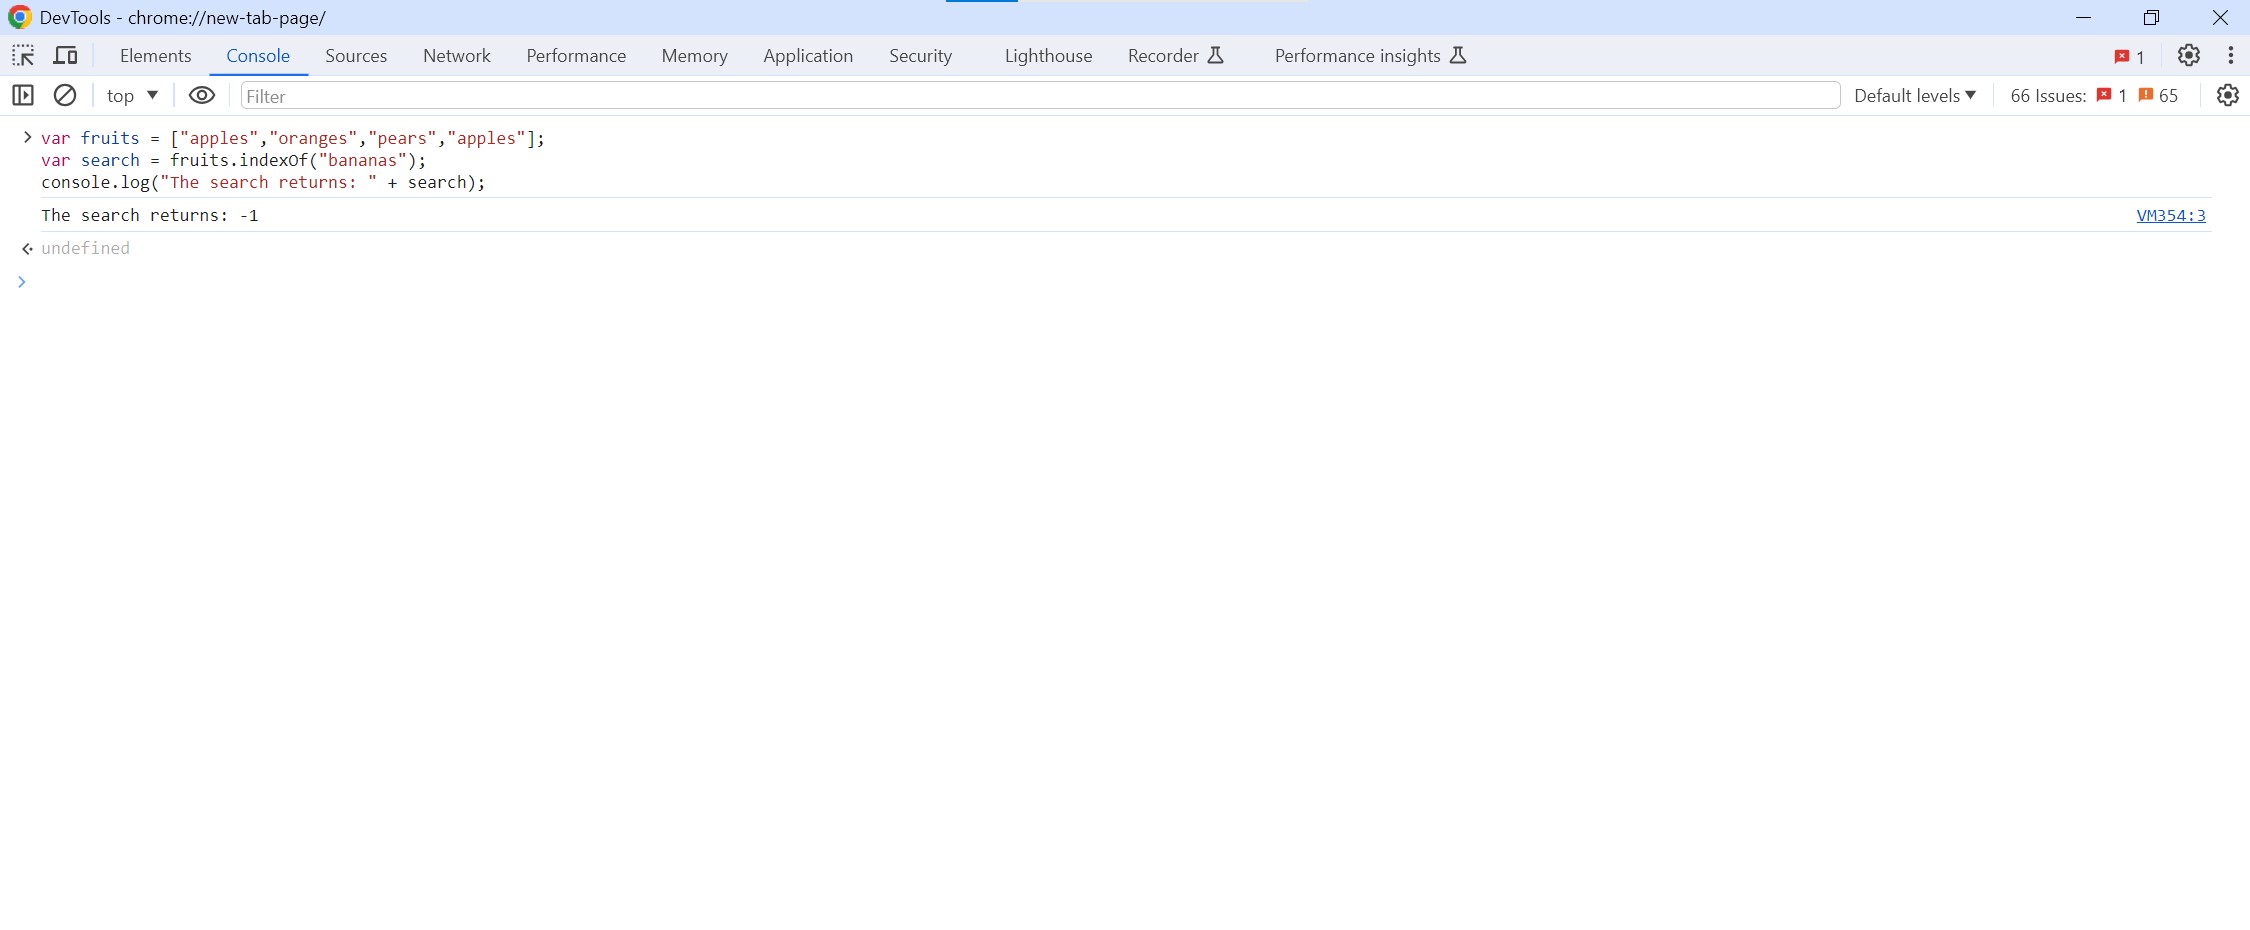 DevTools - chrome://new-tab-page/
Elements Console Sources Network Performance Memory Application Security Lighthouse Recorder Performance insights 1
top Filter Default levels 66 Issues: 1 65
var fruits = ["apples","oranges","pears","apples"];
var search = fruits.indexOf("bananas");
console.log("The search returns: " + search);
The search returns: -1 VM354:3
undefined